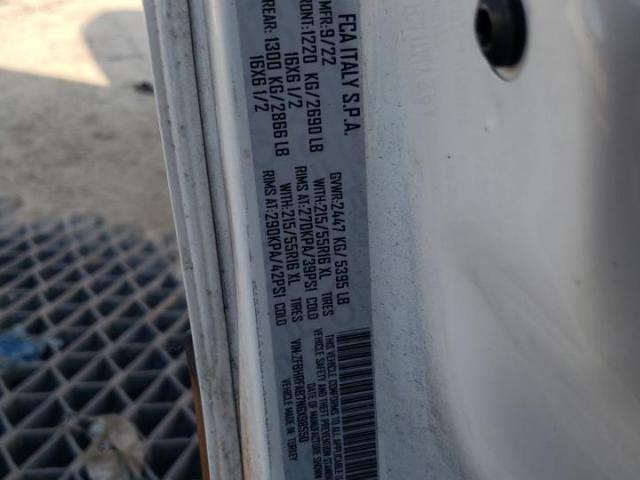 FCA ITALY S.P.A.
MFR: 9/22 GVWR: 2447 KG/ 5395 LB
FRONT: 1220 KG/2690 LB WITH: 215/55R16 XL TIRES
16X6 1/2 RIMS AT: 270KPA/39PSI COLD
REAR: 1300 KG/2866 LB WITH: 215/55R16 XL TIRES
16X6 1/2 RIMS AT: 290KPA/42PSI COLD
THIS VEHICLE CONFORMS TO ALL APPLICABLE
VEHICLE SAFETY AND THEFT PREVENTION
DATE OF MANUFACTURE SHOWN
MADE IN TURKEY
VIN: